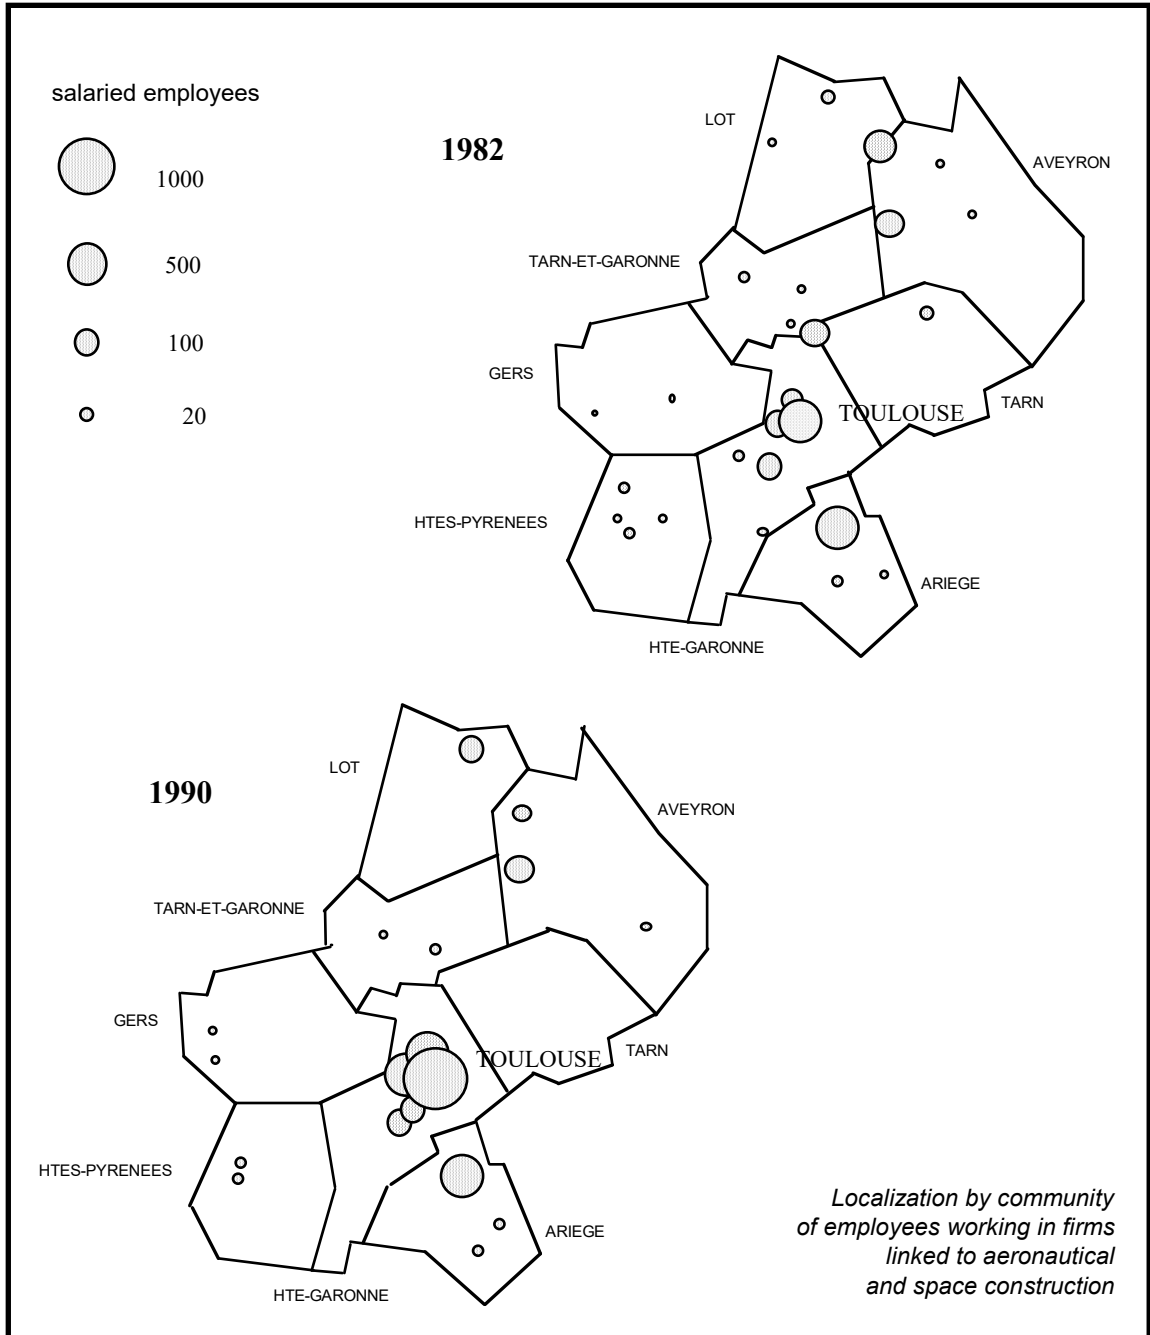 salaried employees
1000
500
100
20
1982
LOT
AVEYRON
TARN-ET-GARONNE
GERS
TOULOUSE
TARN
HTES-PYRENEES
ARIEGE
HTE-GARONNE
1990
LOT
AVEYRON
TARN-ET-GARONNE
GERS
TOULOUSE
TARN
HTES-PYRENEES
ARIEGE
HTE-GARONNE
Localization by community
of employees working in firms
linked to aeronautical
and space construction